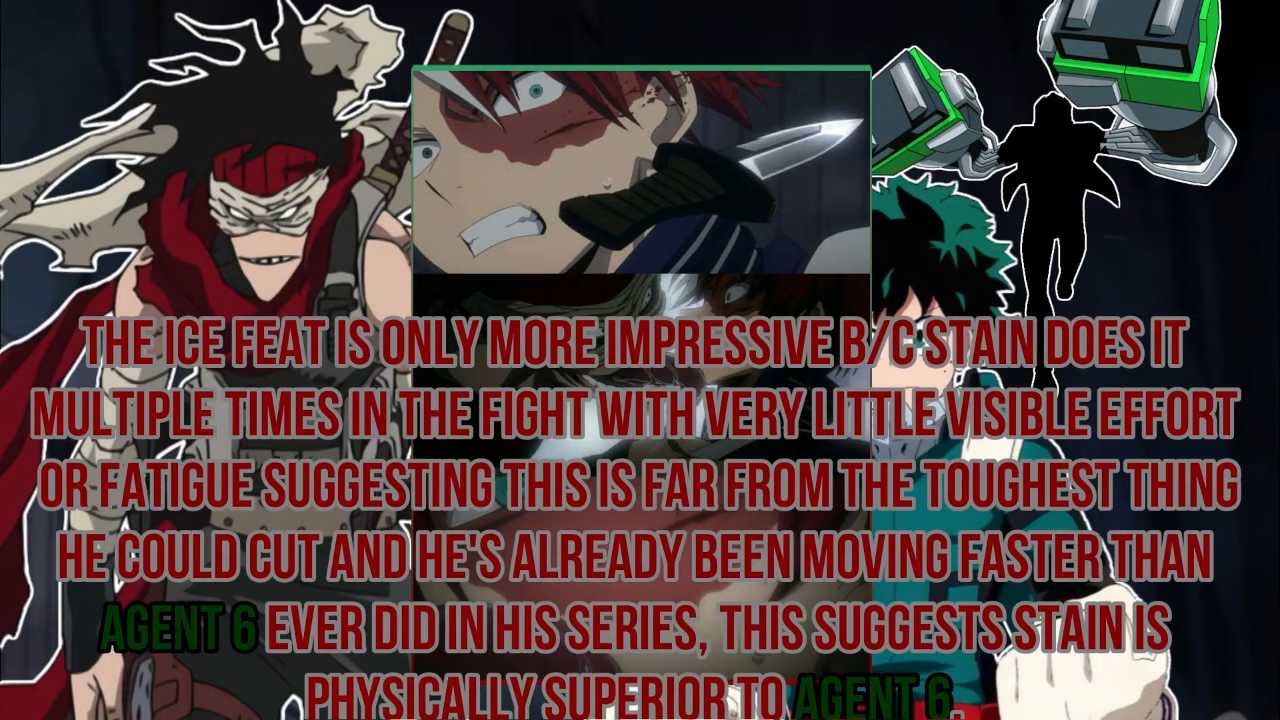 THE ICE FEAT IS ONLY MORE IMPRESSIVE B/C STAIN DOES IT
MULTIPLE TIMES IN THE FIGHT WITH VERY LITTLE VISIBLE EFFORT
OR FATIGUE SUGGESTING THIS IS FAR FROM THE TOUGHEST THING
HE COULD CUT AND HE'S ALREADY BEEN MOVING FASTER THAN
AGENT 6 EVER DID IN HIS SERIES, THIS SUGGESTS STAIN IS
PHYSICALLY SUPERIOR TO AGENT 6.